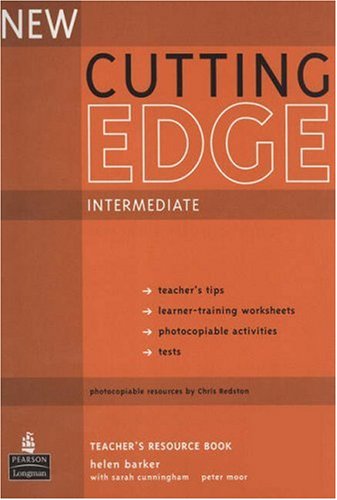 NEW
CUTTING
EDGE
INTERMEDIATE
→ teacher's tips
→ learner-training worksheets
→ photocopiable activities
→ tests
photocopiable resources by Chris Redston
TEACHER'S RESOURCE BOOK
helen barker
with sarah cunningham peter moor
PEARSON
Longman